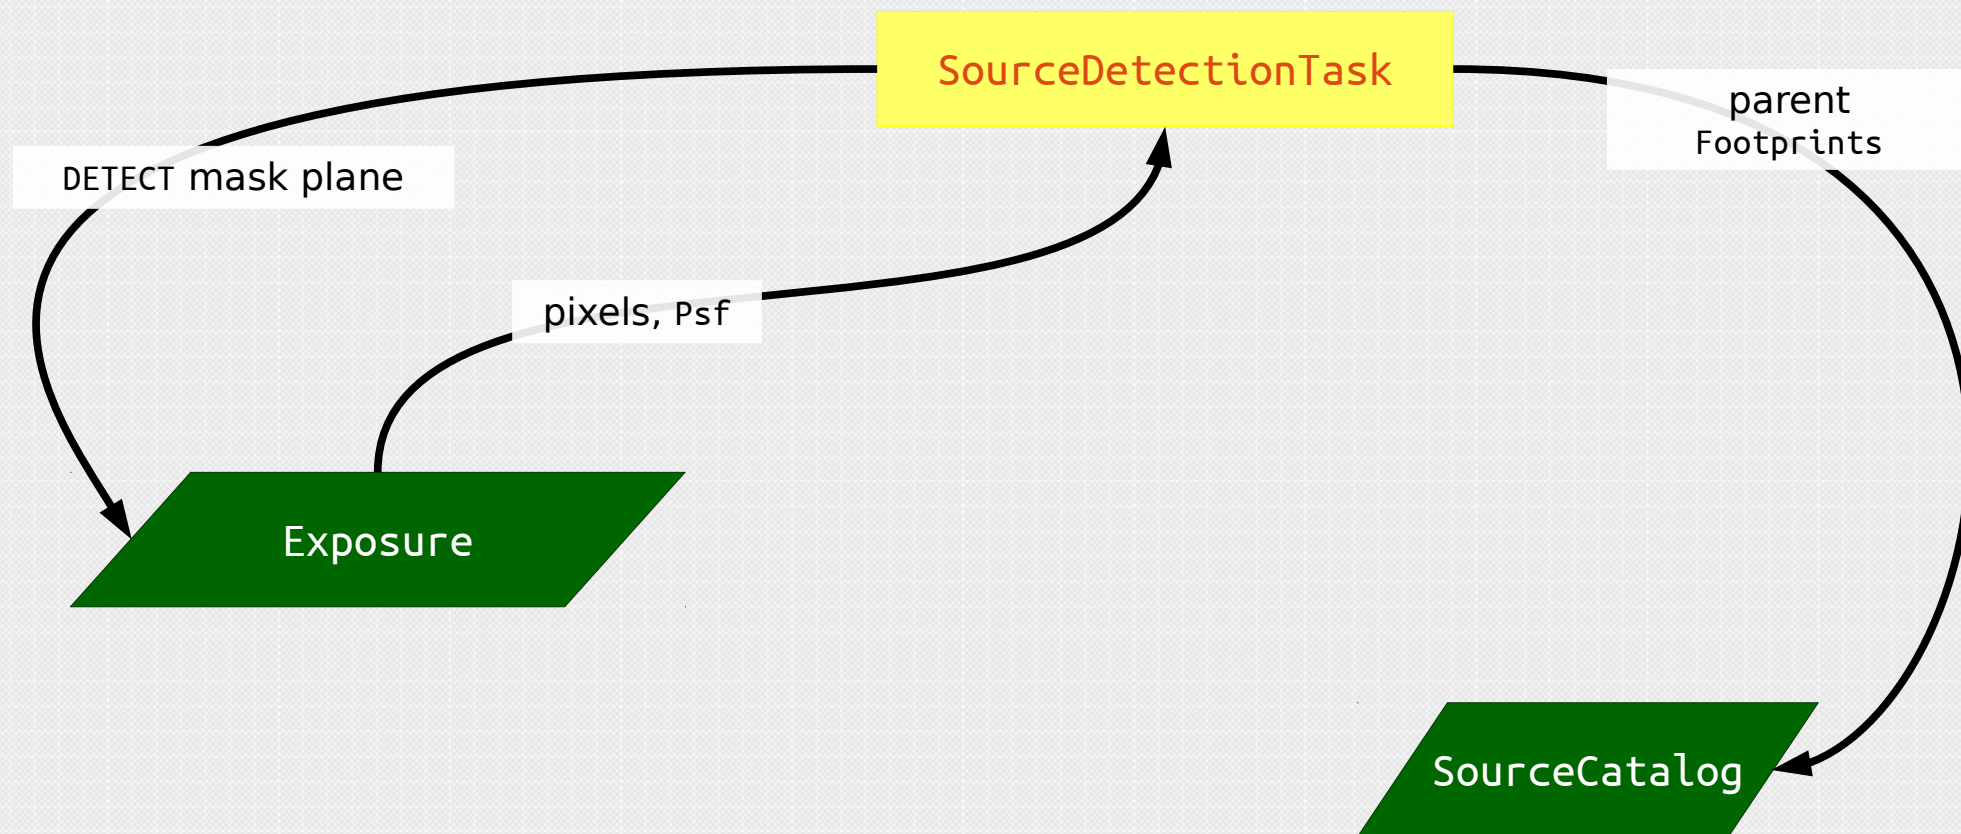 SourceDetectionTask
parent
Footprints
DETECT mask plane
pixels, Psf
Exposure
SourceCatalog